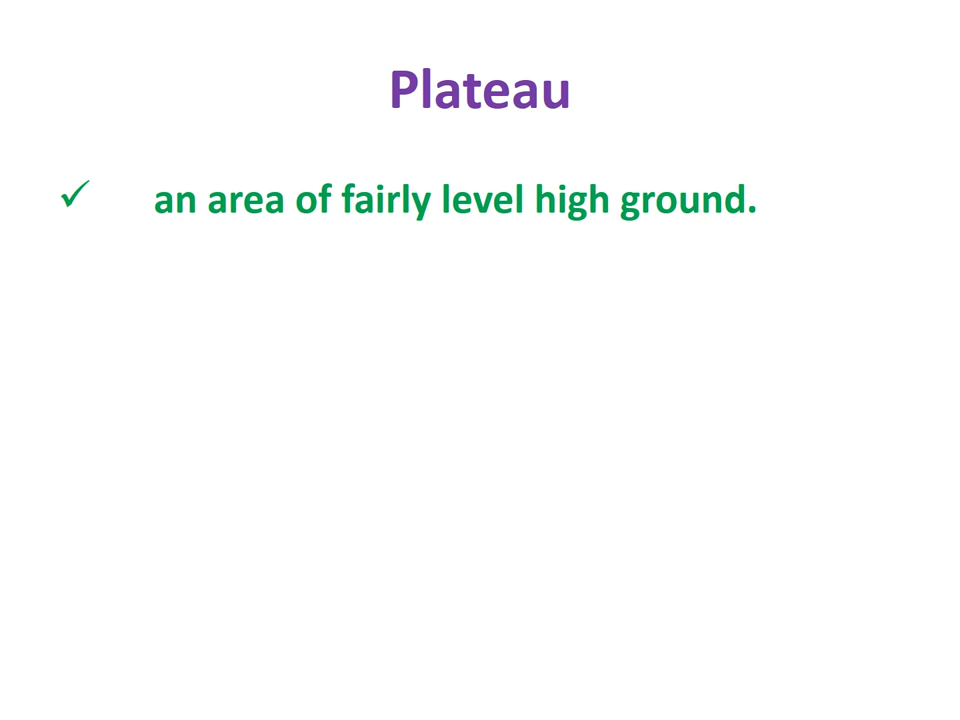 Plateau
✓ an area of fairly level high ground.